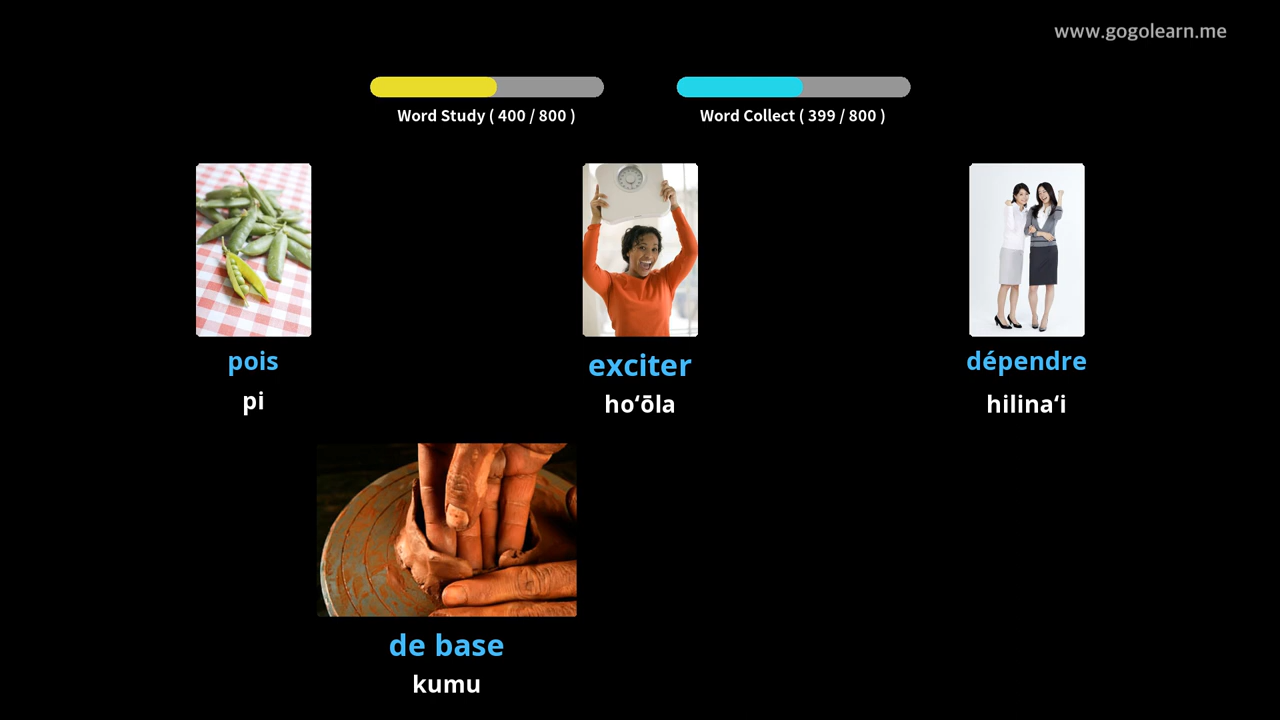 www.gogolearn.me
Word Study ( 400 / 800 )
Word Collect ( 399 / 800 )
pois
pi
exciter
hoʻōla
dépendre
hilinaʻi
de base
kumu